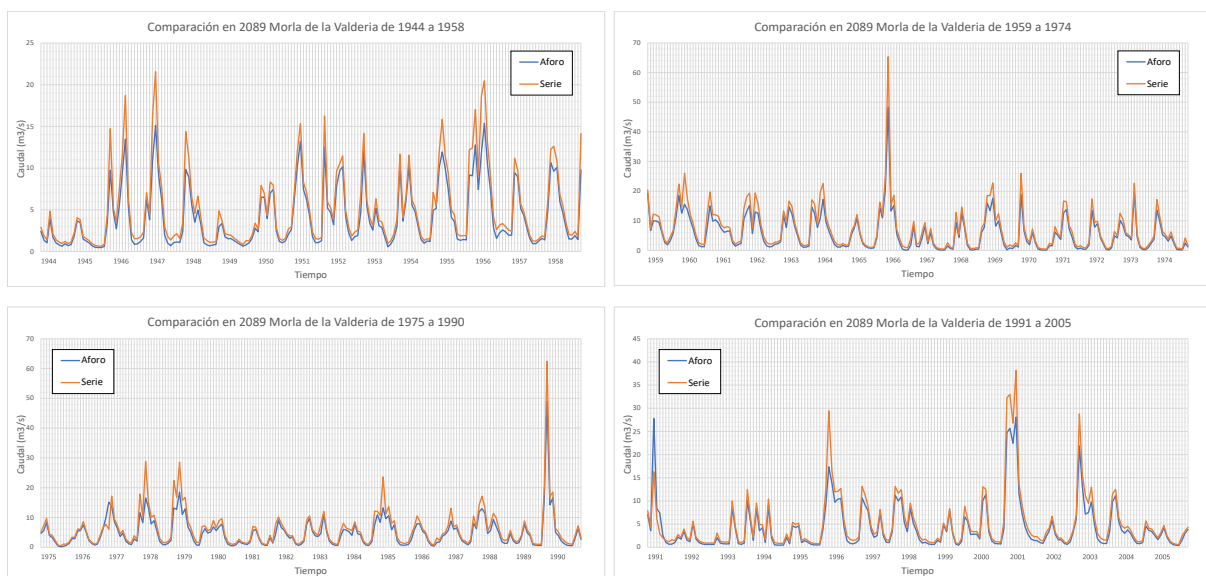 Comparación en 2089 Morla de la Valderia de 1944 a 1958
25
20
15
10
5
0
Caudal (m3/s)
Aforo
Serie
1944 1945 1946 1947 1948 1949 1950 1951 1952 1953 1954 1955 1956 1957 1958
Tiempo
Comparación en 2089 Morla de la Valderia de 1959 a 1974
70
60
50
40
30
20
10
0
Caudal (m3/s)
Aforo
Serie
1959 1960 1961 1962 1963 1964 1965 1966 1967 1968 1969 1970 1971 1972 1973 1974
Tiempo
Comparación en 2089 Morla de la Valderia de 1975 a 1990
70
60
50
40
30
20
10
0
Caudal (m3/s)
Aforo
Serie
1975 1976 1977 1978 1979 1980 1981 1982 1983 1984 1985 1986 1987 1988 1989 1990
Tiempo
Comparación en 2089 Morla de la Valderia de 1991 a 2005
45
40
35
30
25
20
15
10
5
0
Caudal (m3/s)
Aforo
Serie
1991 1992 1993 1994 1995 1996 1997 1998 1999 2000 2001 2002 2003 2004 2005
Tiempo